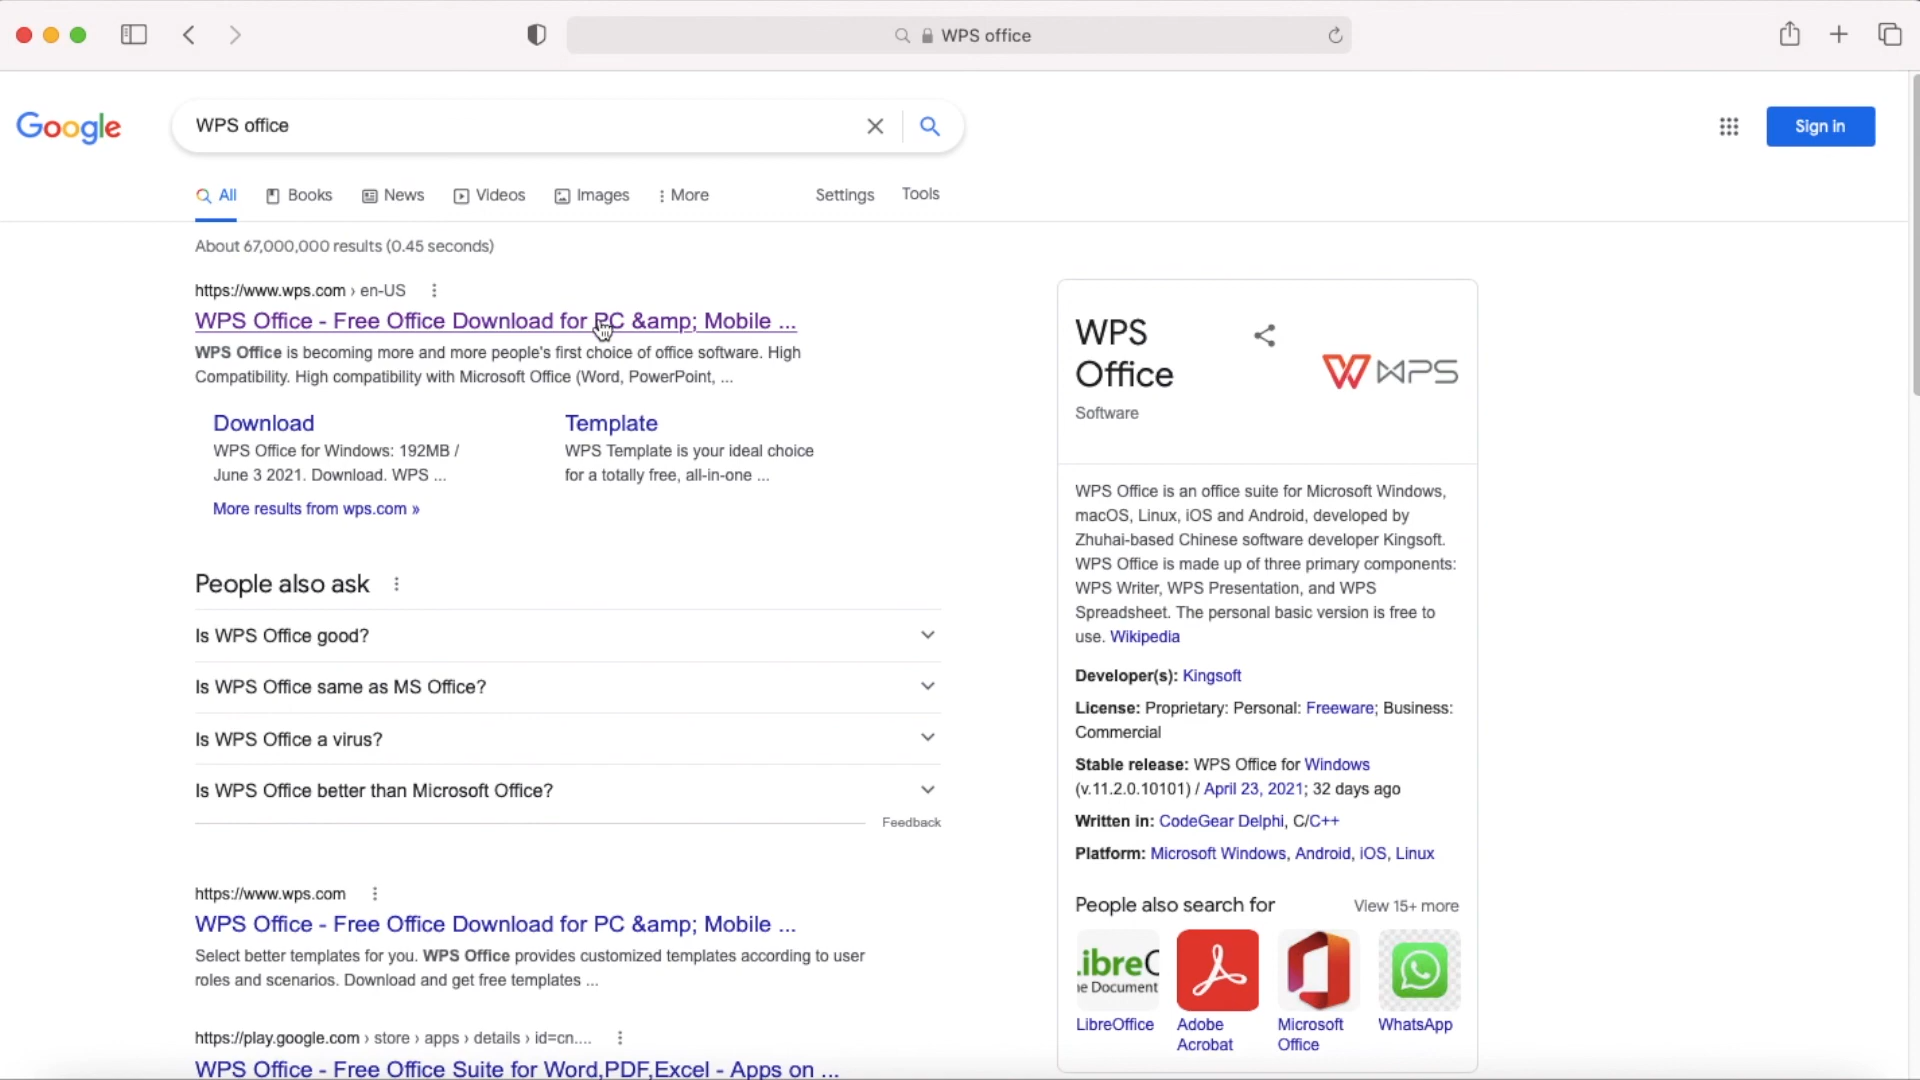 WPS office
Google
WPS office
Sign in
All
Books
News
Videos
Images
More
Settings
Tools
About 67,000,000 results (0.45 seconds)
https://www.wps.com › en-US
WPS Office - Free Office Download for PC &amp; Mobile ...
WPS Office is becoming more and more people's first choice of office software. High
Compatibility. High compatibility with Microsoft Office (Word, PowerPoint, ...
Download
WPS Office for Windows: 192MB /
June 3 2021. Download. WPS ...
Template
WPS Template is your ideal choice
for a totally free, all-in-one ...
More results from wps.com »
People also ask
Is WPS Office good?
Is WPS Office same as MS Office?
Is WPS Office a virus?
Is WPS Office better than Microsoft Office?
Feedback
https://www.wps.com
WPS Office - Free Office Download for PC &amp; Mobile ...
Select better templates for you. WPS Office provides customized templates according to user
roles and scenarios. Download and get free templates ...
https://play.google.com › store › apps › details › id=cn....
WPS Office - Free Office Suite for Word,PDF,Excel - Apps on ...
WPS
Office
Software
WPS
WPS Office is an office suite for Microsoft Windows,
macOS, Linux, iOS and Android, developed by
Zhuhai-based Chinese software developer Kingsoft.
WPS Office is made up of three primary components:
WPS Writer, WPS Presentation, and WPS
Spreadsheet. The personal basic version is free to
use. Wikipedia
Developer(s): Kingsoft
License: Proprietary: Personal: Freeware; Business:
Commercial
Stable release: WPS Office for Windows
(v.11.2.0.10101) / April 23, 2021; 32 days ago
Written in: CodeGear Delphi, C/C++
Platform: Microsoft Windows, Android, iOS, Linux
People also search for
View 15+ more
ibreO
e Document
LibreOffice
Adobe
Acrobat
Microsoft
Office
WhatsApp